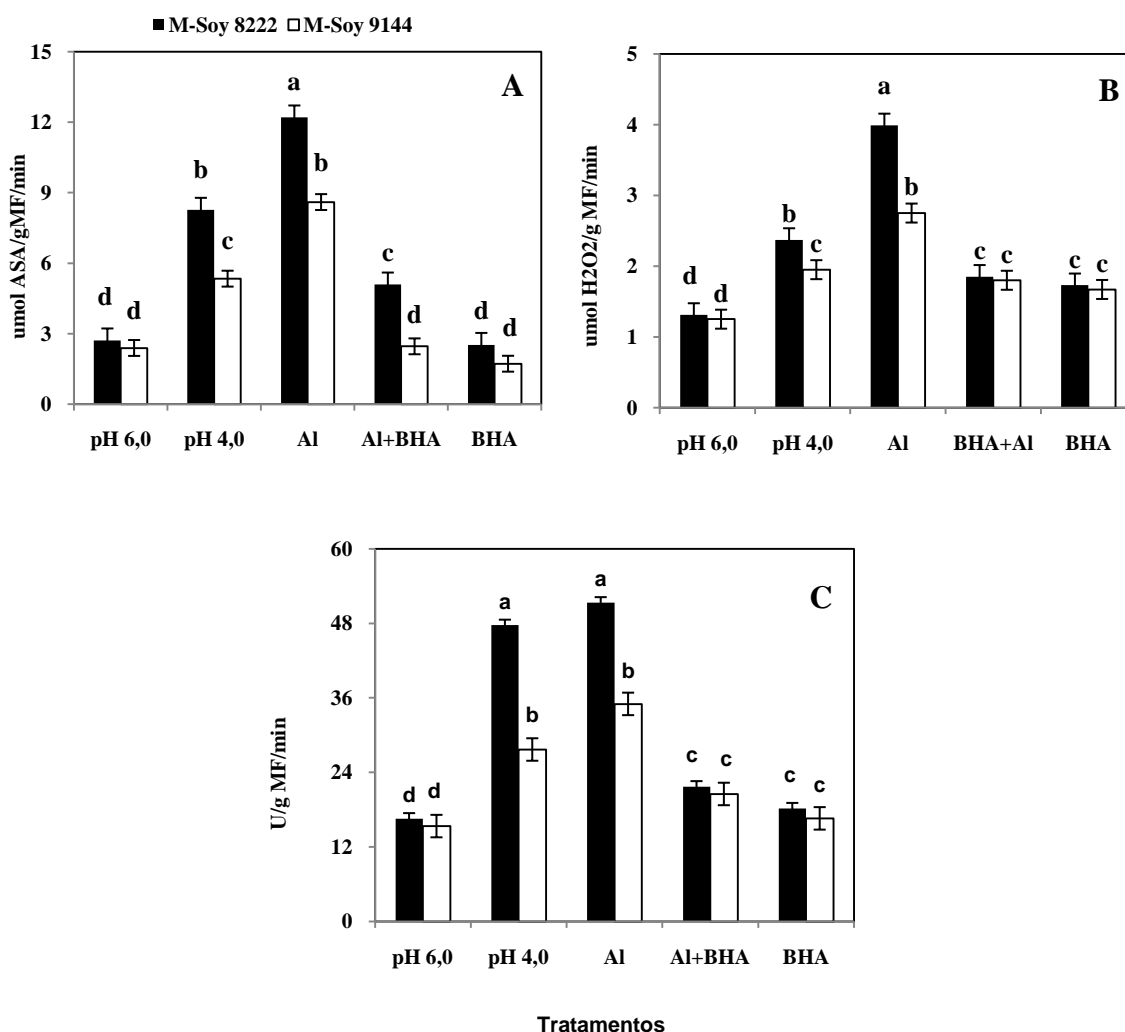 M-Soy 8222 M-Soy 9144
A
umol ASA/gMF/min
15
12
9
6
3
0
d d
b c
a b
c d
d d
pH 6,0 pH 4,0 Al Al+BHA BHA
B
umol H2O2/g MF/min
5
4
3
2
1
0
d d
b c
a b
c c
c c
pH 6,0 pH 4,0 Al BHA+Al BHA
C
U/g MF/min
60
48
36
24
12
0
d d
a b
a b
c c
c c
pH 6,0 pH 4,0 Al Al+BHA BHA
Tratamentos